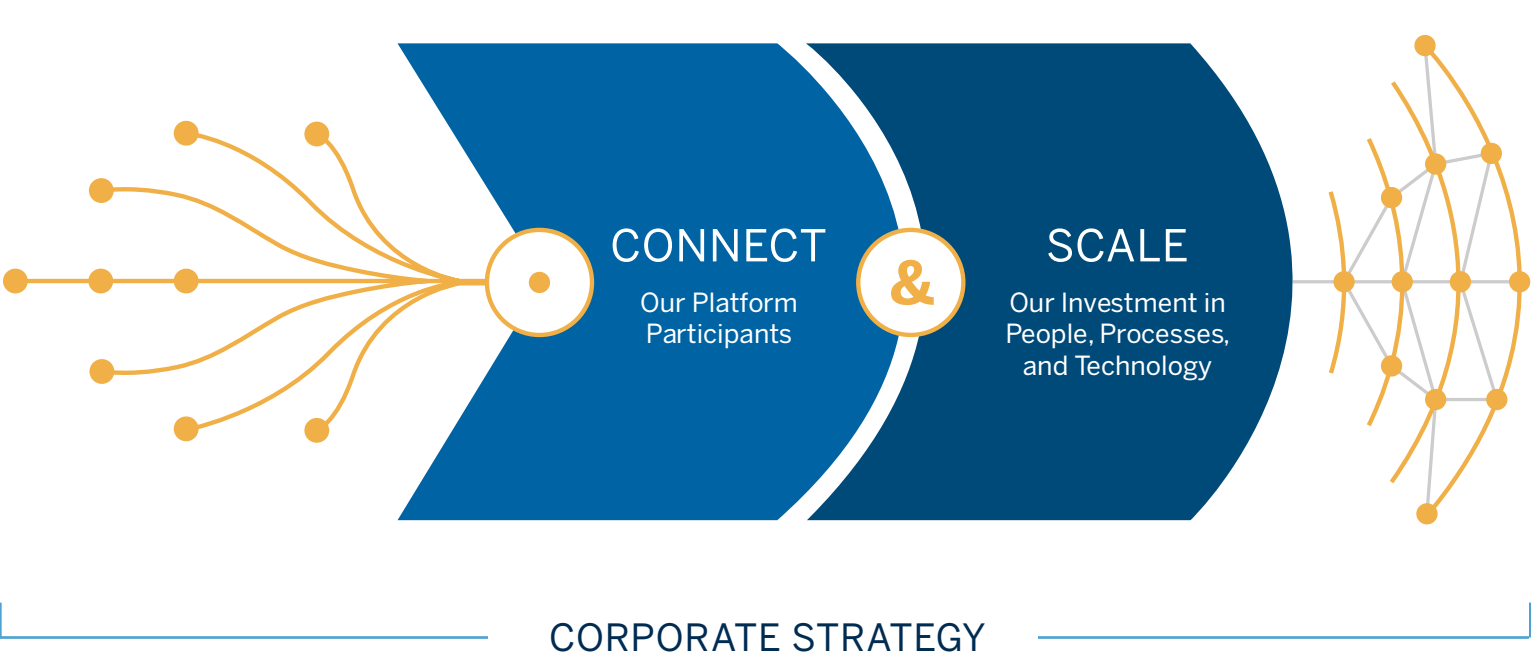 CONNECT
Our Platform
Participants
&
SCALE
Our Investment in
People, Processes,
and Technology
CORPORATE STRATEGY